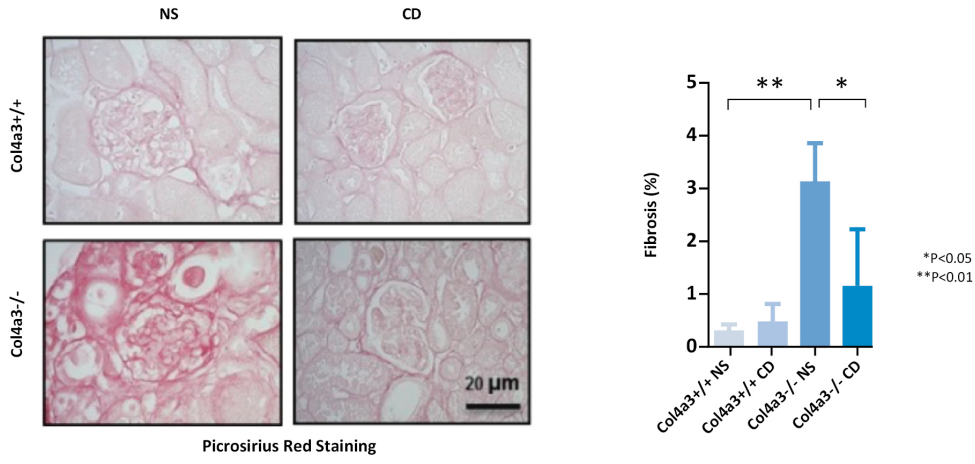 NS
CD
Col4a3+/+
Col4a3-/-
20 μm
Picrosirius Red Staining
5
4
3
2
1
0
Fibrosis (%)
**
*
Col4a3+/+ NS
Col4a3+/+ CD
Col4a3-/- NS
Col4a3-/- CD
*P<0.05
**P<0.01